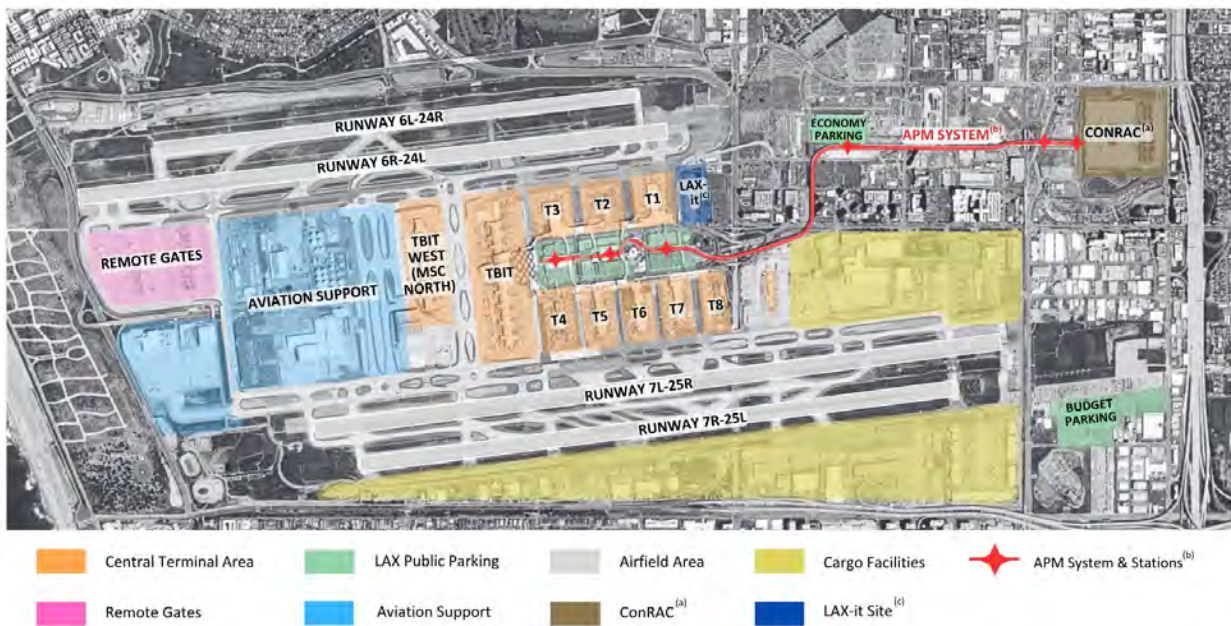 RUNWAY 6L-24R
RUNWAY 6R-24L
ECONOMY
PARKING
APM SYSTEM(b)
CONRAC(a)
LAX-
it(c)
T3
T2
T1
REMOTE GATES
AVIATION SUPPORT
TBIT
WEST
(MSC
NORTH)
TBIT
T4
T5
T6
T7
T8
RUNWAY 7L-25R
RUNWAY 7R-25L
BUDGET
PARKING
Central Terminal Area
LAX Public Parking
Airfield Area
Cargo Facilities
APM System & Stations(b)
Remote Gates
Aviation Support
ConRAC(a)
LAX-it Site(c)